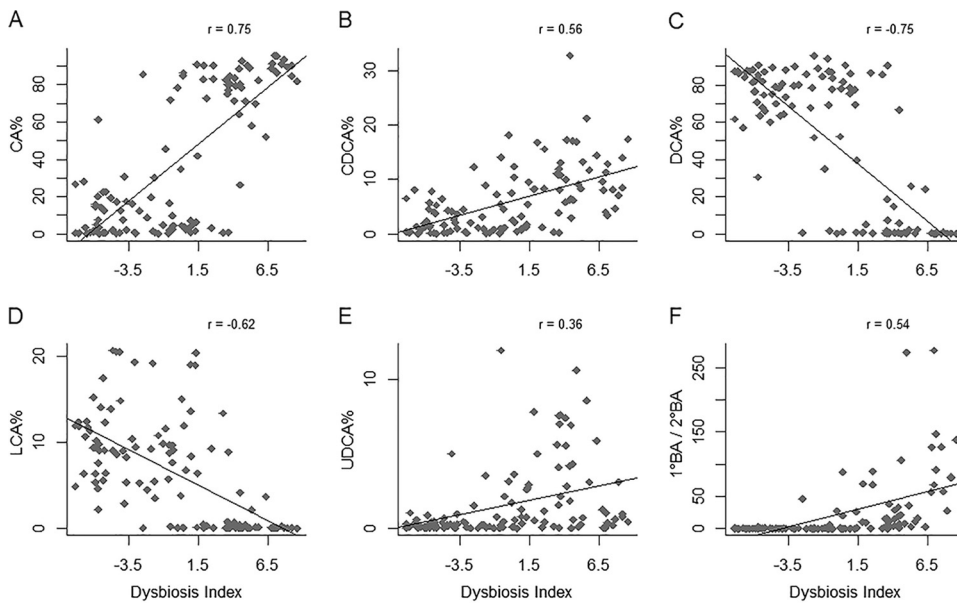 A
r = 0.75
CA%
0
20
40
60
80
-3.5
1.5
6.5
B
r = 0.56
CDCA%
0
10
20
30
-3.5
1.5
6.5
C
r = -0.75
DCA%
0
20
40
60
80
-3.5
1.5
6.5
D
r = -0.62
LCA%
0
10
20
-3.5
1.5
6.5
Dysbiosis Index
E
r = 0.36
UDCA%
0
10
-3.5
1.5
6.5
Dysbiosis Index
F
r = 0.54
1°BA / 2°BA
0
50
150
250
-3.5
1.5
6.5
Dysbiosis Index